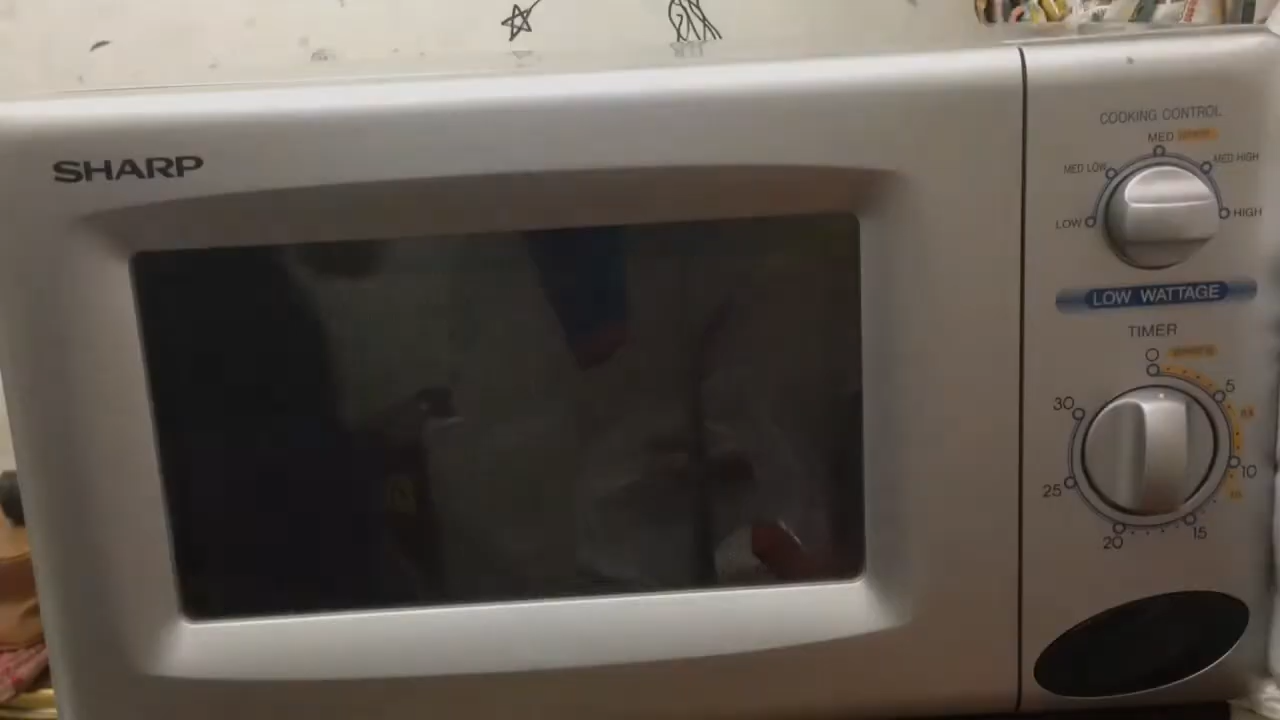 SHARP
COOKING CONTROL
MED
MED LOW
MED HIGH
LOW
HIGH
LOW WATTAGE
TIMER
0
5
30
10
25
15
20